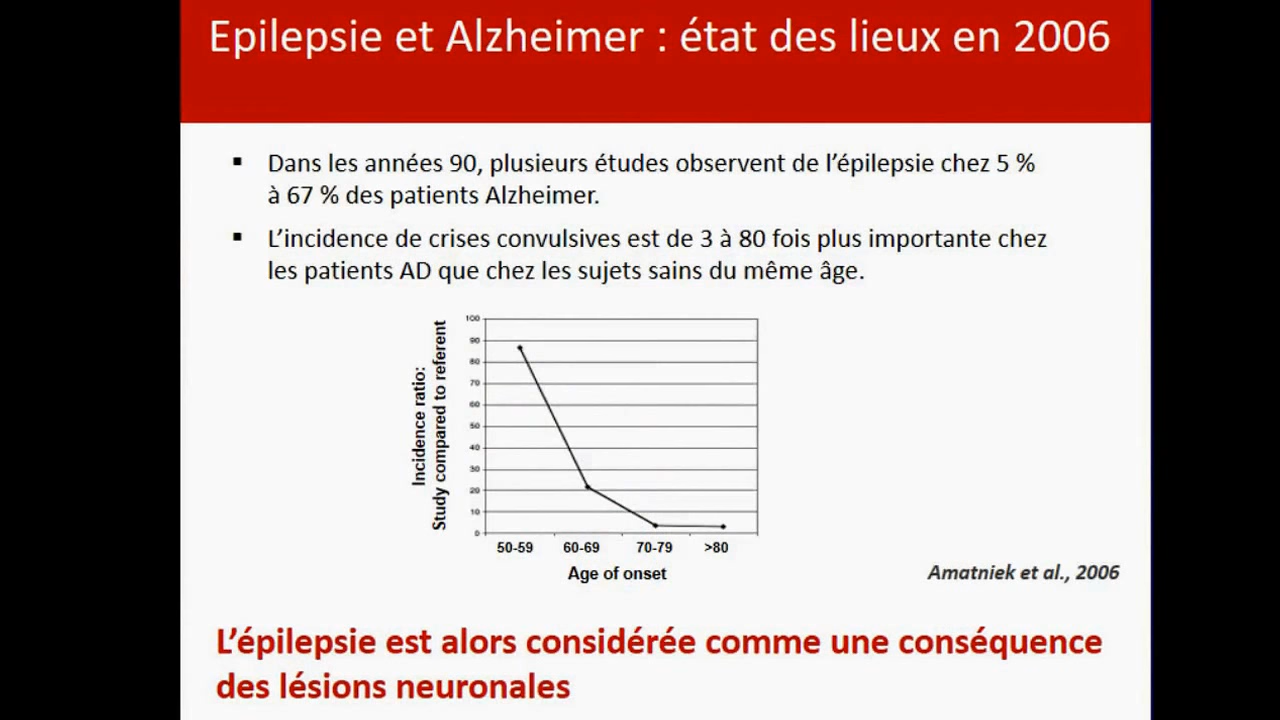 Epilepsie et Alzheimer : état des lieux en 2006
▪ Dans les années 90, plusieurs études observent de l’épilepsie chez 5 %
à 67 % des patients Alzheimer.
▪ L’incidence de crises convulsives est de 3 à 80 fois plus importante chez
les patients AD que chez les sujets sains du même âge.
Incidence ratio:
Study compared to referent
100
90
80
70
60
50
40
30
20
10
0
50-59 60-69 70-79 >80
Age of onset
Amatniek et al., 2006
L’épilepsie est alors considérée comme une conséquence
des lésions neuronales